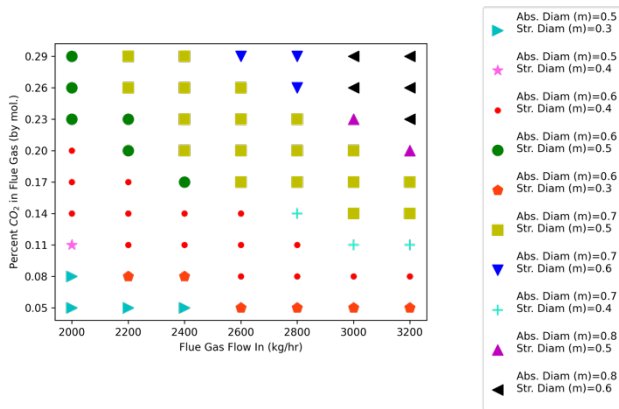 0.29
0.26
0.23
0.20
0.17
0.14
0.11
0.08
0.05
Percent CO2 in Flue Gas (by mol.)
2000 2200 2400 2600 2800 3000 3200
Flue Gas Flow In (kg/hr)
Abs. Diam (m)=0.5
Str. Diam (m)=0.3
Abs. Diam (m)=0.5
Str. Diam (m)=0.4
Abs. Diam (m)=0.6
Str. Diam (m)=0.4
Abs. Diam (m)=0.6
Str. Diam (m)=0.5
Abs. Diam (m)=0.6
Str. Diam (m)=0.3
Abs. Diam (m)=0.7
Str. Diam (m)=0.5
Abs. Diam (m)=0.7
Str. Diam (m)=0.6
Abs. Diam (m)=0.7
Str. Diam (m)=0.4
Abs. Diam (m)=0.8
Str. Diam (m)=0.5
Abs. Diam (m)=0.8
Str. Diam (m)=0.6